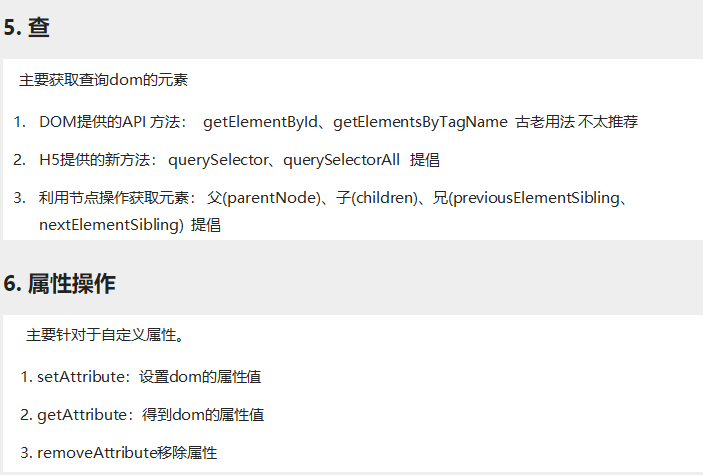 5. 查
主要获取查询dom的元素
1. DOM提供的API 方法： getElementById、getElementsByTagName 古老用法 不太推荐
2. H5提供的新方法： querySelector、querySelectorAll 提倡
3. 利用节点操作获取元素： 父(parentNode)、子(children)、兄(previousElementSibling、
nextElementSibling) 提倡
6. 属性操作
主要针对于自定义属性。
1. setAttribute：设置dom的属性值
2. getAttribute：得到dom的属性值
3. removeAttribute移除属性